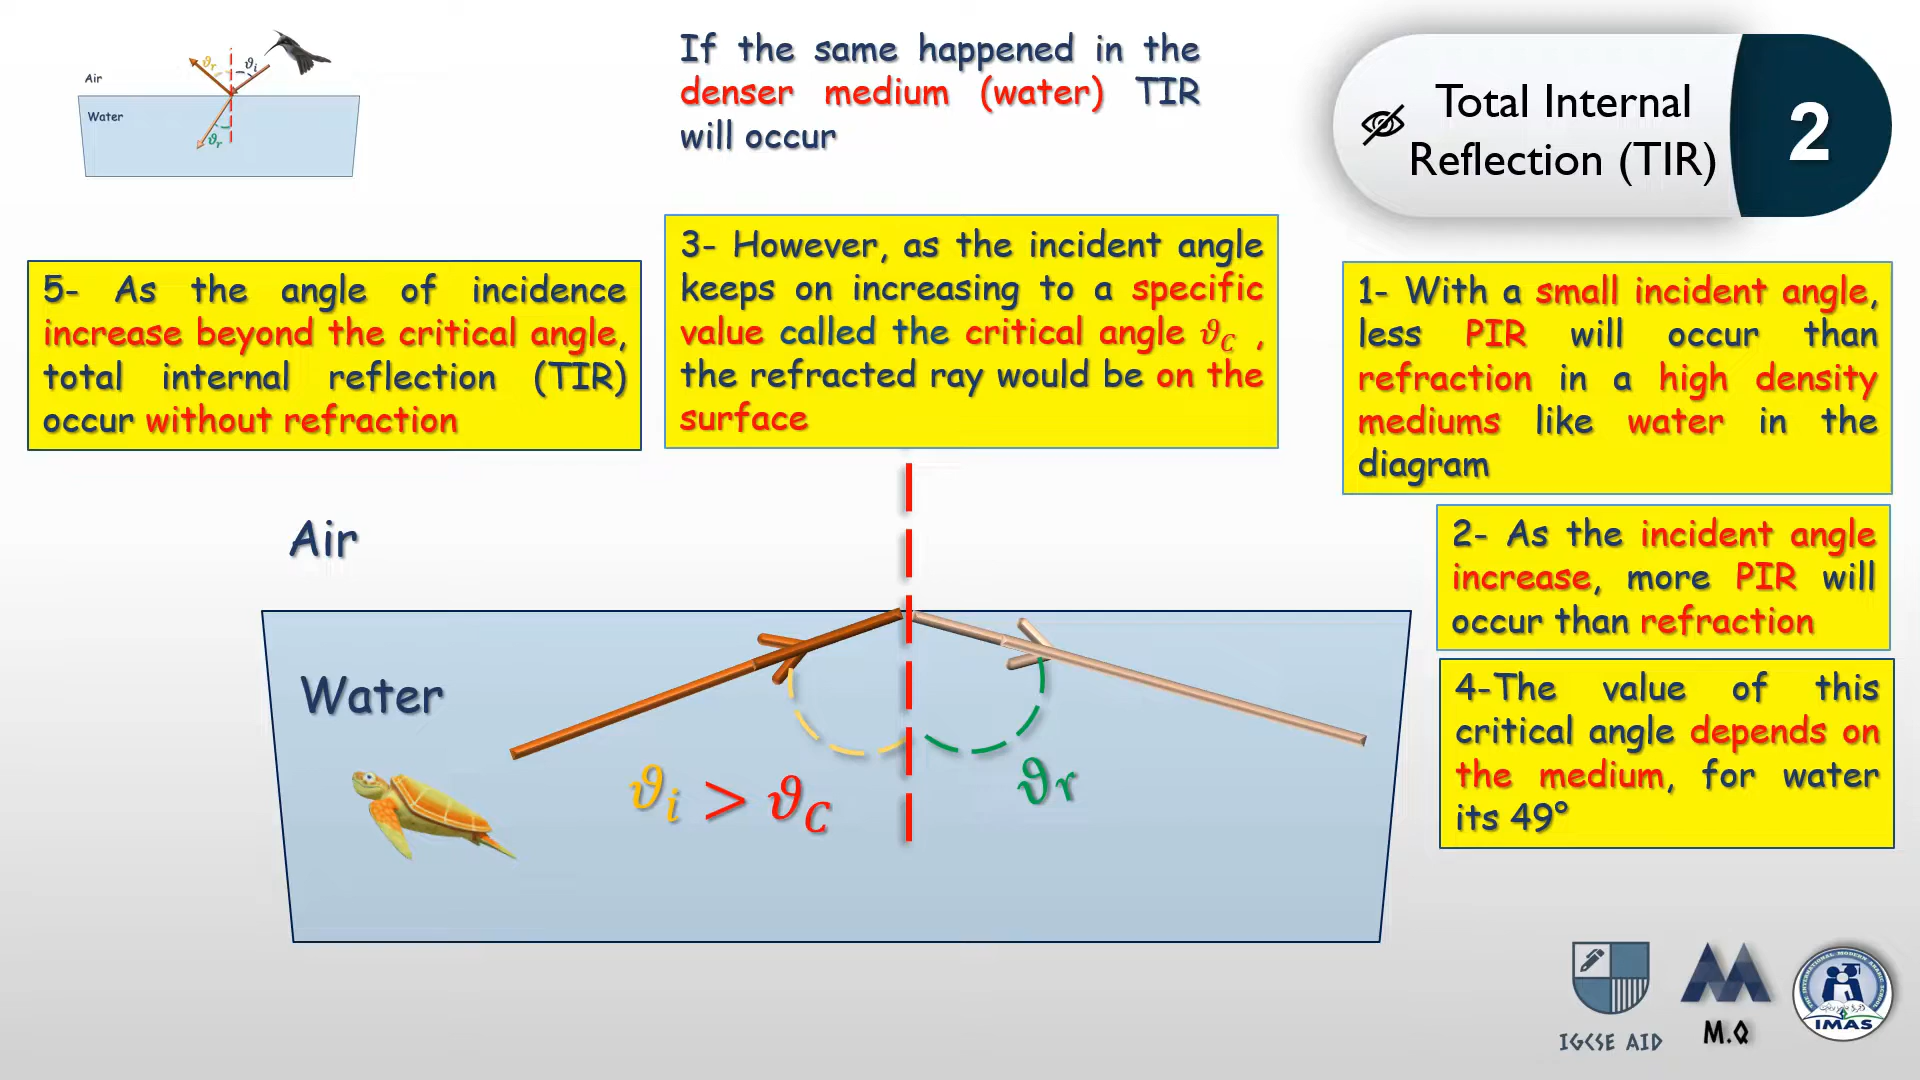 Air
Water
ϑr
ϑi
ϑr
If the same happened in the
denser medium (water) TIR
will occur
Total Internal
Reflection (TIR)
2
5- As the angle of incidence
increase beyond the critical angle,
total internal reflection (TIR)
occur without refraction
3- However, as the incident angle
keeps on increasing to a specific
value called the critical angle ϑC ,
the refracted ray would be on the
surface
1- With a small incident angle,
less PIR will occur than
refraction in a high density
mediums like water in the
diagram
2- As the incident angle
increase, more PIR will
occur than refraction
4-The value of this
critical angle depends on
the medium, for water
its 49°
Air
Water
ϑi > ϑC
ϑr
IGCSE AID
M.Q
IMAS